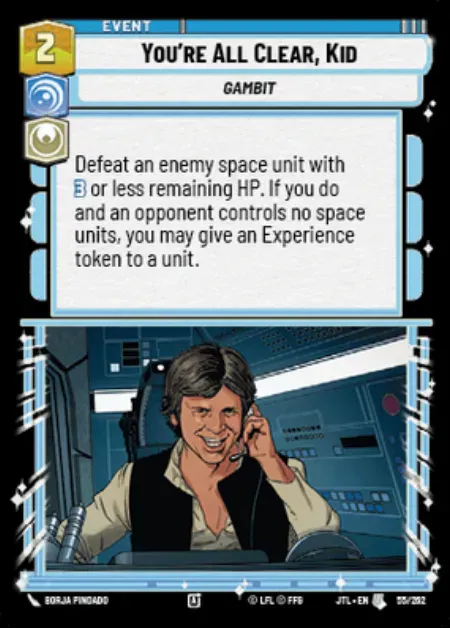 EVENT
2
YOU'RE ALL CLEAR, KID
GAMBIT
Defeat an enemy space unit with
3 or less remaining HP. If you do
and an opponent controls no space
units, you may give an Experience
token to a unit.
BORJA PINDADO
A
© LFL © FFG
JTL • EN
55/262